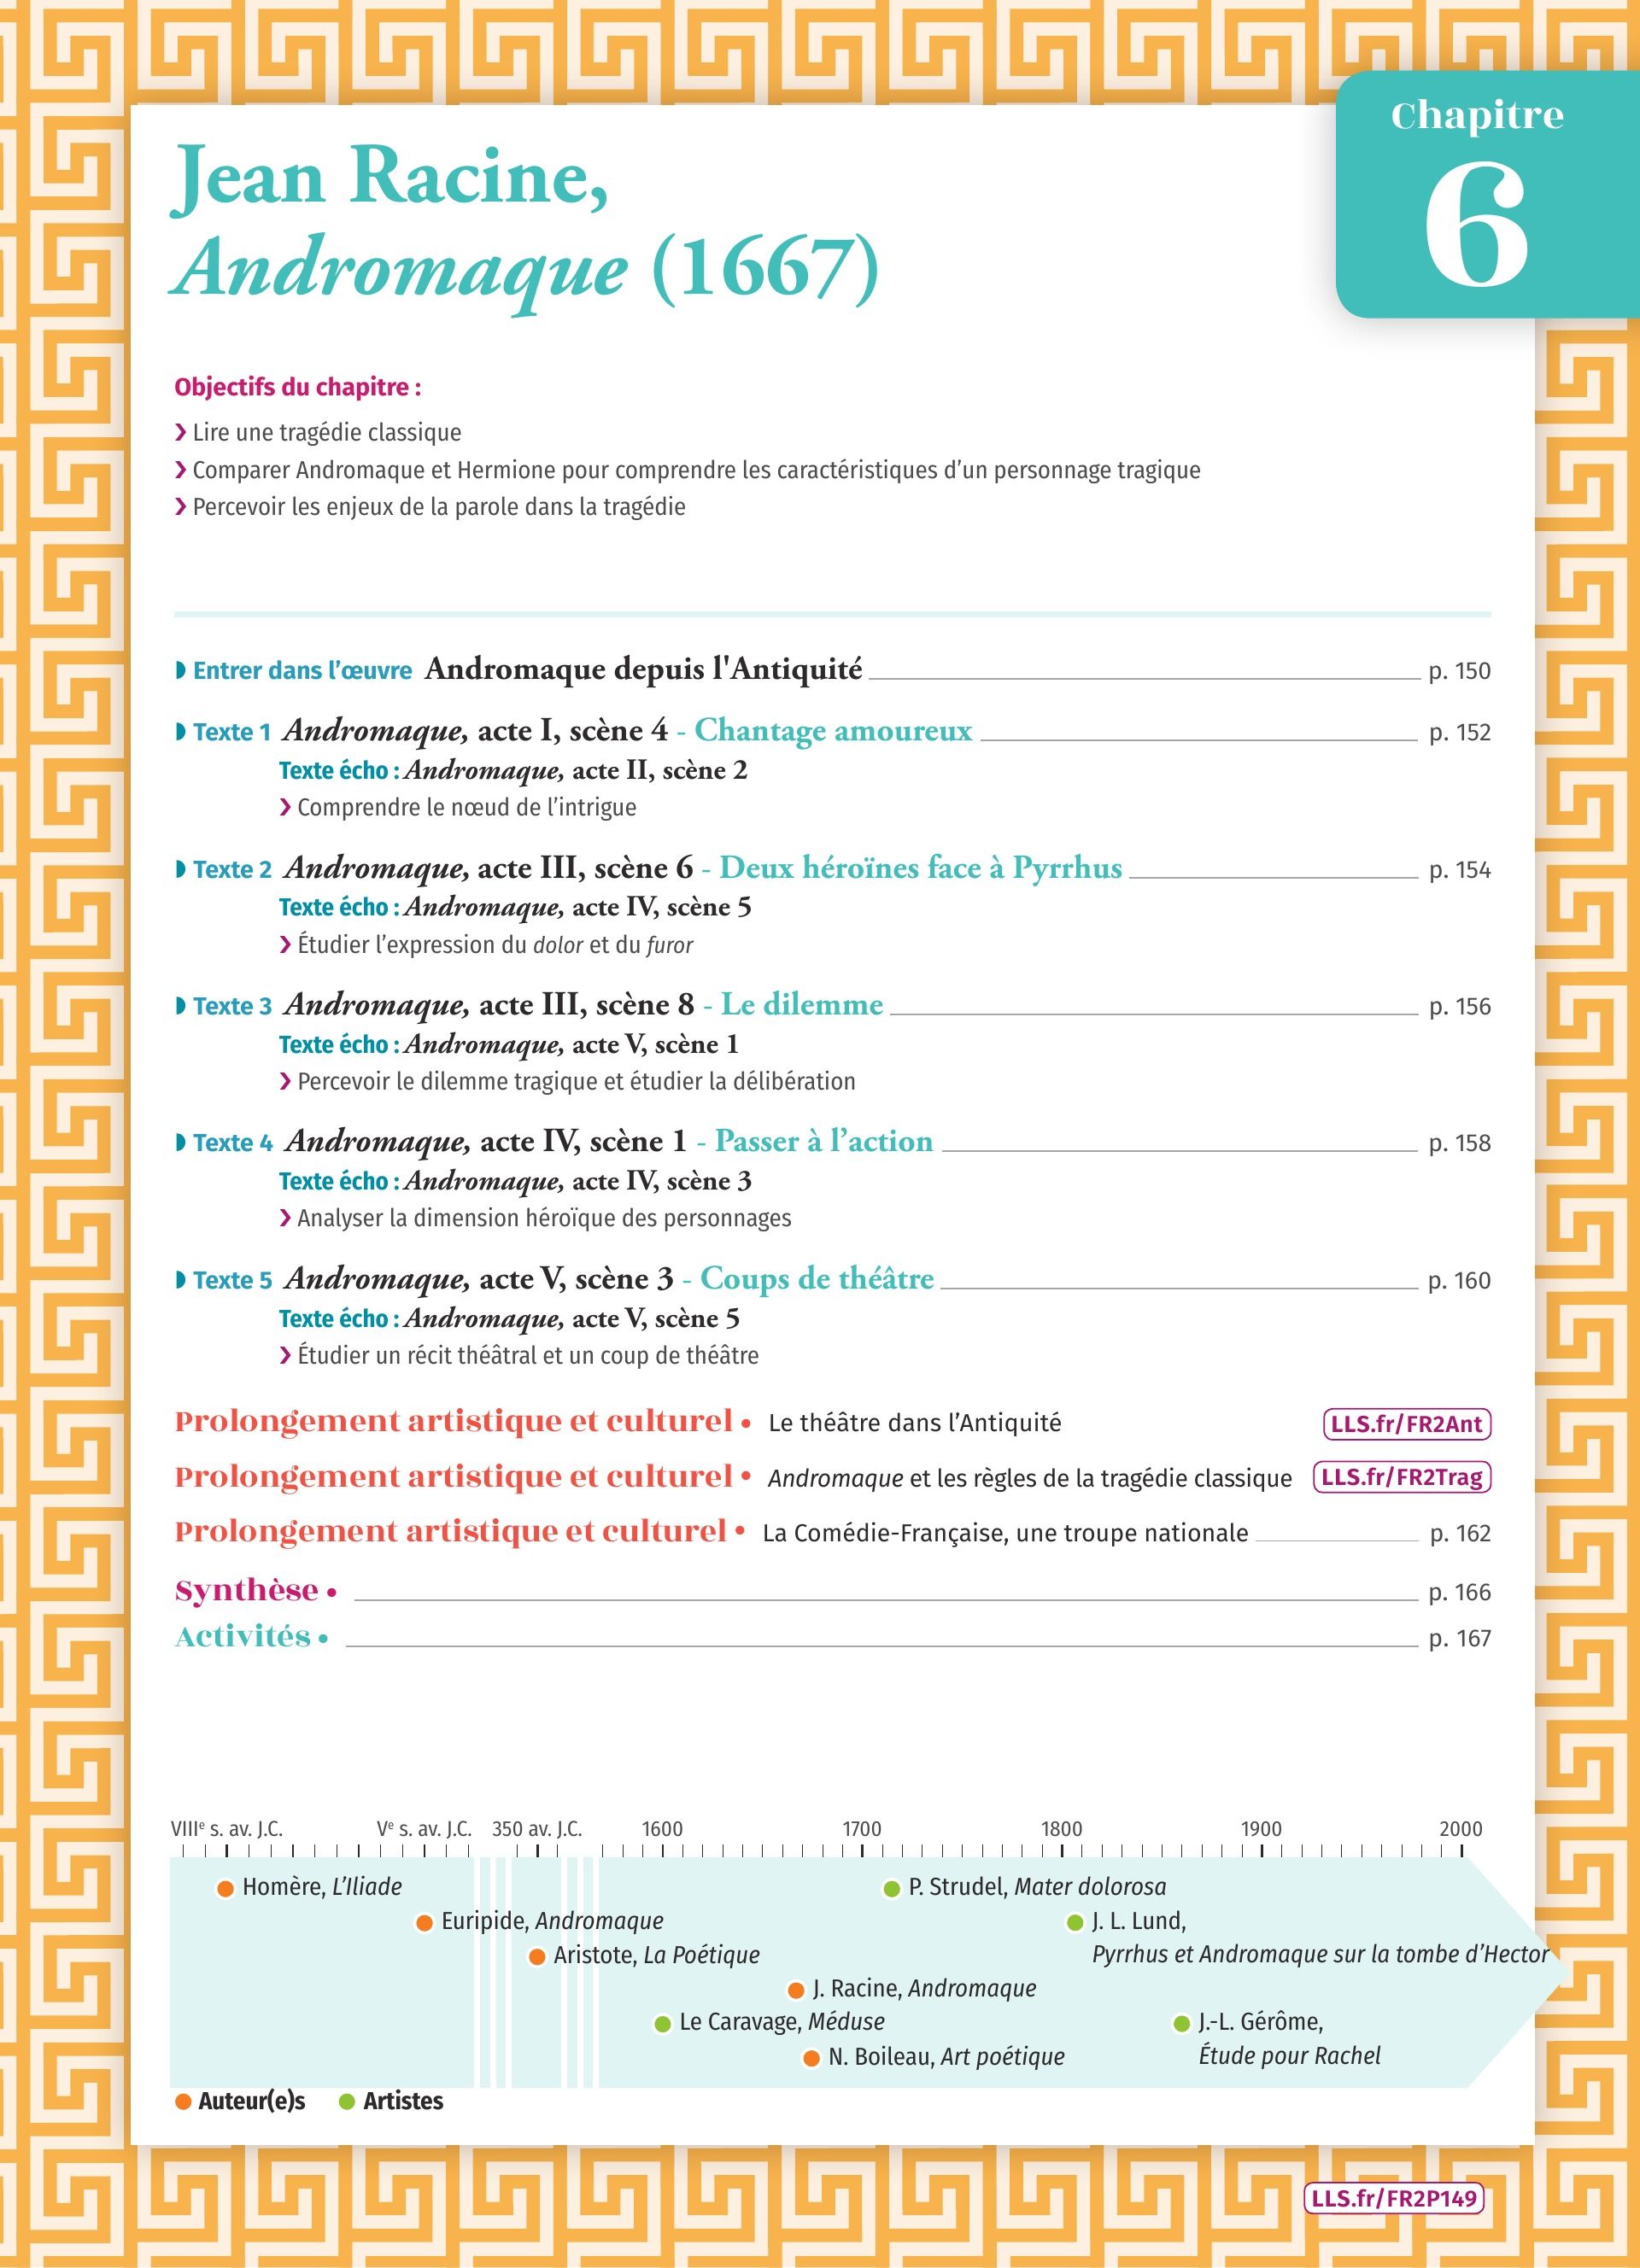 Chapitre
6
Jean Racine,
Andromaque (1667)
Objectifs du chapitre :
❯ Lire une tragédie classique
❯ Comparer Andromaque et Hermione pour comprendre les caractéristiques d’un personnage tragique
❯ Percevoir les enjeux de la parole dans la tragédie
Entrer dans l’œuvre Andromaque depuis l'Antiquité p. 150
Texte 1 Andromaque, acte I, scène 4 - Chantage amoureux p. 152
Texte écho : Andromaque, acte II, scène 2
❯ Comprendre le nœud de l’intrigue
Texte 2 Andromaque, acte III, scène 6 - Deux héroïnes face à Pyrrhus p. 154
Texte écho : Andromaque, acte IV, scène 5
❯ Étudier l’expression du dolor et du furor
Texte 3 Andromaque, acte III, scène 8 - Le dilemme p. 156
Texte écho : Andromaque, acte V, scène 1
❯ Percevoir le dilemme tragique et étudier la délibération
Texte 4 Andromaque, acte IV, scène 1 - Passer à l’action p. 158
Texte écho : Andromaque, acte IV, scène 3
❯ Analyser la dimension héroïque des personnages
Texte 5 Andromaque, acte V, scène 3 - Coups de théâtre p. 160
Texte écho : Andromaque, acte V, scène 5
❯ Étudier un récit théâtral et un coup de théâtre
Prolongement artistique et culturel • Le théâtre dans l’Antiquité LLS.fr/FR2Ant
Prolongement artistique et culturel • Andromaque et les règles de la tragédie classique LLS.fr/FR2Trag
Prolongement artistique et culturel • La Comédie-Française, une troupe nationale p. 162
Synthèse • p. 166
Activités • p. 167
VIIIe s. av. J.C. Ve s. av. J.C. 350 av. J.C. 1600 1700 1800 1900 2000
Homère, L’Iliade P. Strudel, Mater dolorosa
Euripide, Andromaque J. L. Lund,
Aristote, La Poétique Pyrrhus et Andromaque sur la tombe d’Hector
J. Racine, Andromaque
Le Caravage, Méduse J.-L. Gérôme,
N. Boileau, Art poétique Étude pour Rachel
Auteur(e)s Artistes
LLS.fr/FR2P149